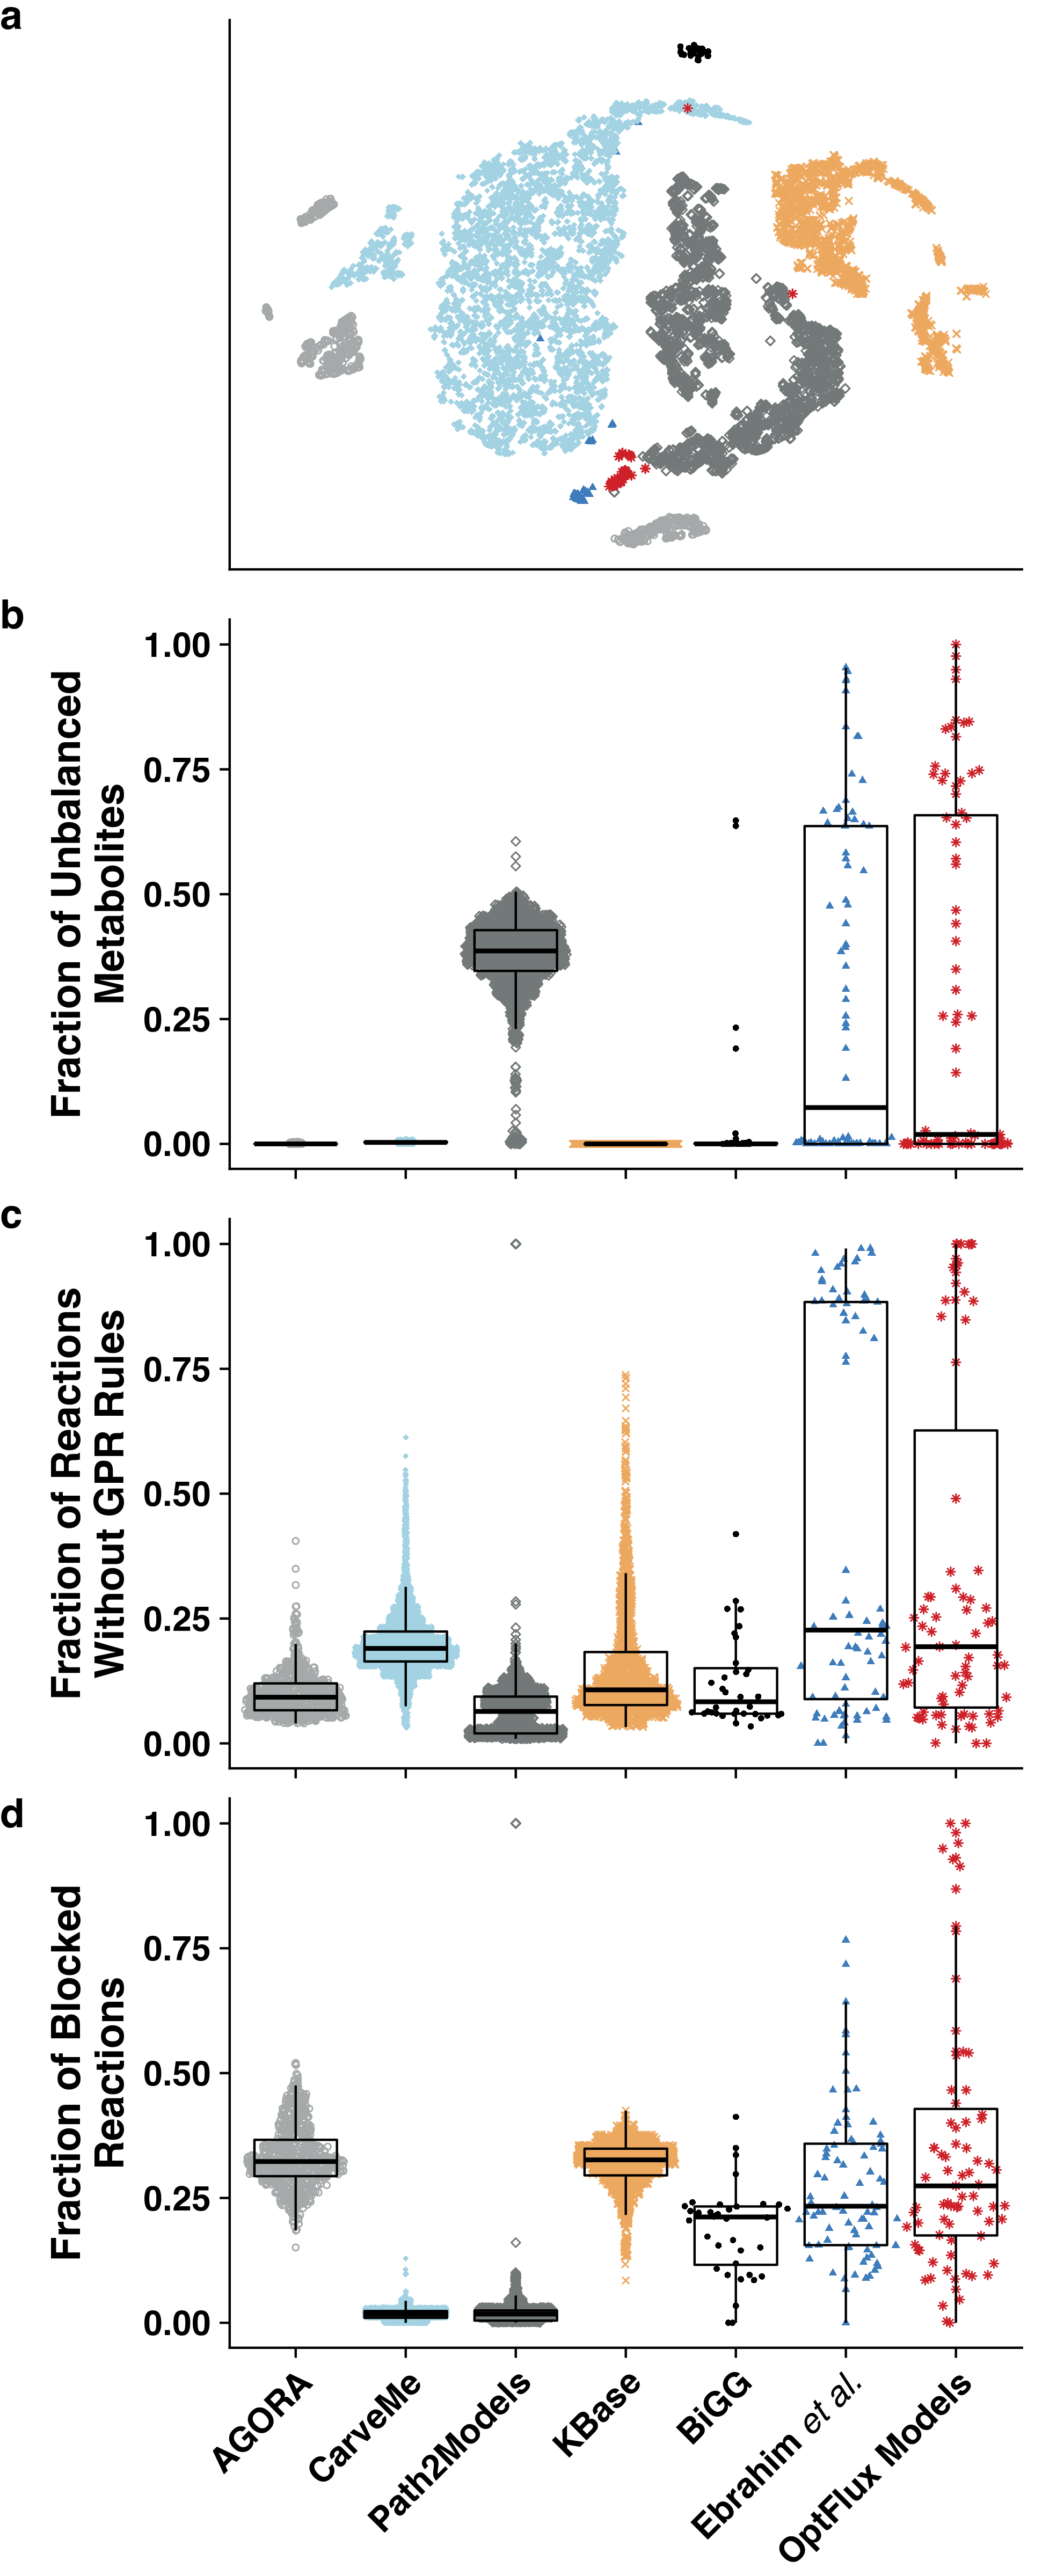 a
b
Fraction of Unbalanced
Metabolites
1.00
0.75
0.50
0.25
0.00
c
Fraction of Reactions
Without GPR Rules
1.00
0.75
0.50
0.25
0.00
d
Fraction of Blocked
Reactions
1.00
0.75
0.50
0.25
0.00
AGORA
CarveMe
Path2Models
KBase
BiGG
Ebrahim et al.
OptFlux Models